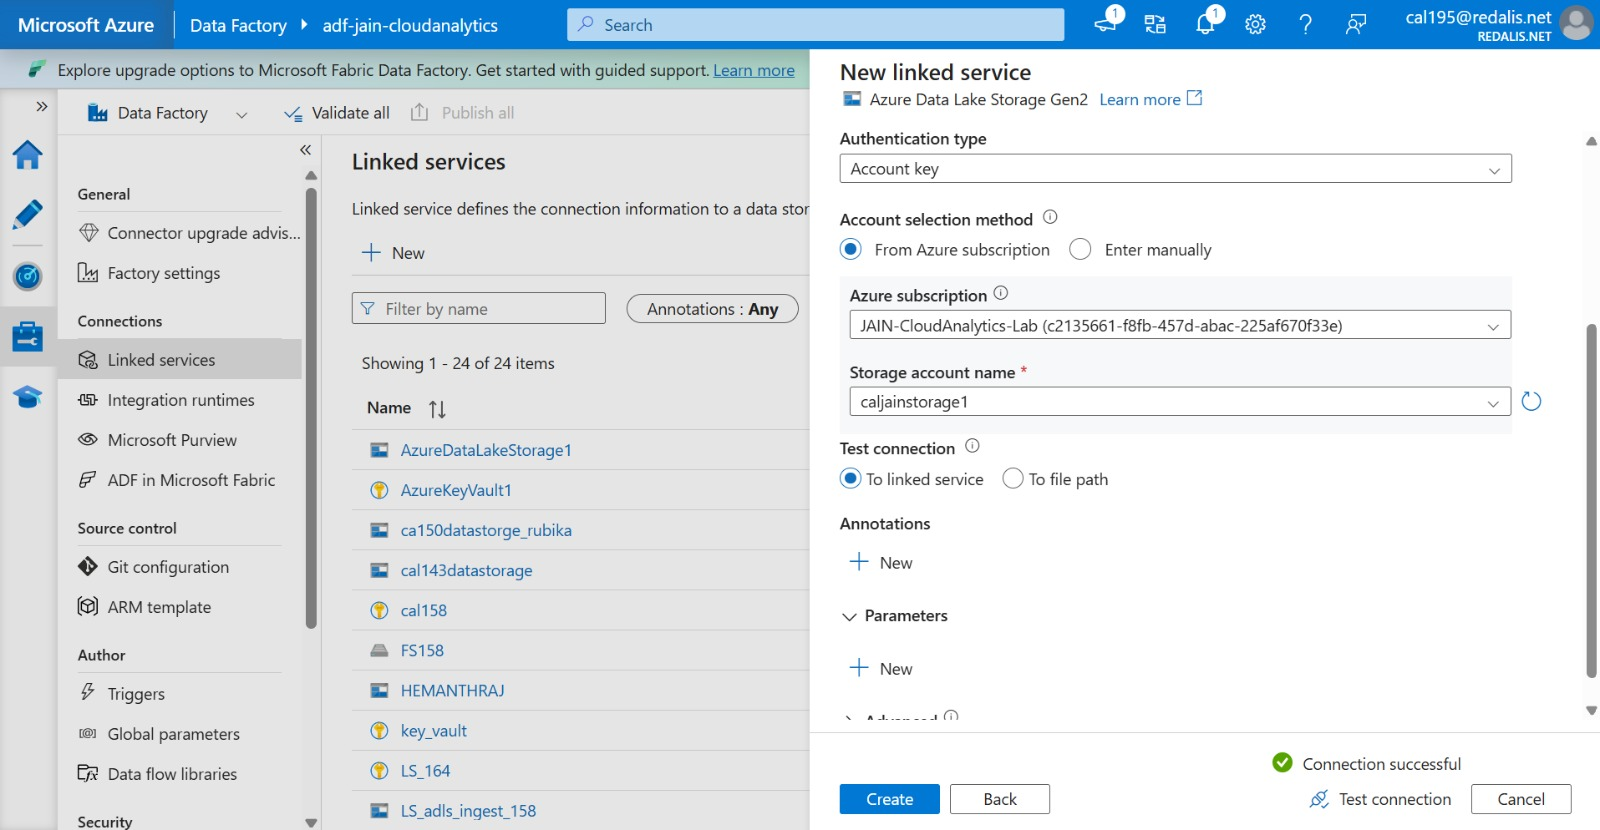 Microsoft Azure
Data Factory
adf-jain-cloudanalytics
Search
1
1
cal195@redalis.net
REDALIS.NET
Explore upgrade options to Microsoft Fabric Data Factory. Get started with guided support. Learn more
Data Factory
Validate all
Publish all
General
Connector upgrade advis...
Factory settings
Connections
Linked services
Integration runtimes
Microsoft Purview
ADF in Microsoft Fabric
Source control
Git configuration
ARM template
Author
Triggers
Global parameters
Data flow libraries
Security
Linked services
Linked service defines the connection information to a data stor
New
Filter by name
Annotations : Any
Showing 1 - 24 of 24 items
Name
AzureDataLakeStorage1
AzureKeyVault1
ca150datastorge_rubika
cal143datastorage
cal158
FS158
HEMANTHRAJ
key_vault
LS_164
LS_adls_ingest_158
New linked service
Azure Data Lake Storage Gen2 Learn more
Authentication type
Account key
Account selection method
From Azure subscription
Enter manually
Azure subscription
JAIN-CloudAnalytics-Lab (c2135661-f8fb-457d-abac-225af670f33e)
Storage account name *
caljainstorage1
Test connection
To linked service
To file path
Annotations
New
Parameters
New
Advanced
Connection successful
Create
Back
Test connection
Cancel